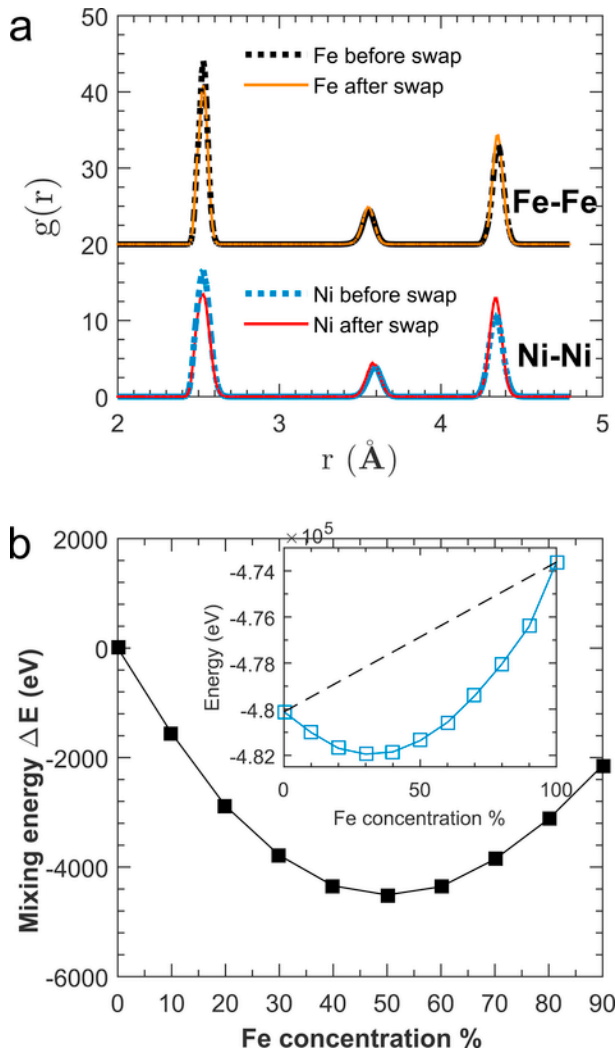 a
50
Fe before swap
Fe after swap
40
30
g(r)
Fe-Fe
20
Ni before swap
Ni after swap
10
Ni-Ni
0
2 3 4 5
r (Å)
b
2000
× 10⁵
-4.74
0
-4.76
Energy (eV)
-4.78
-4.8
-2000
-4.82
0 50 100
Fe concentration %
Mixing energy Δ E (eV)
-4000
-6000
0 10 20 30 40 50 60 70 80 90
Fe concentration %